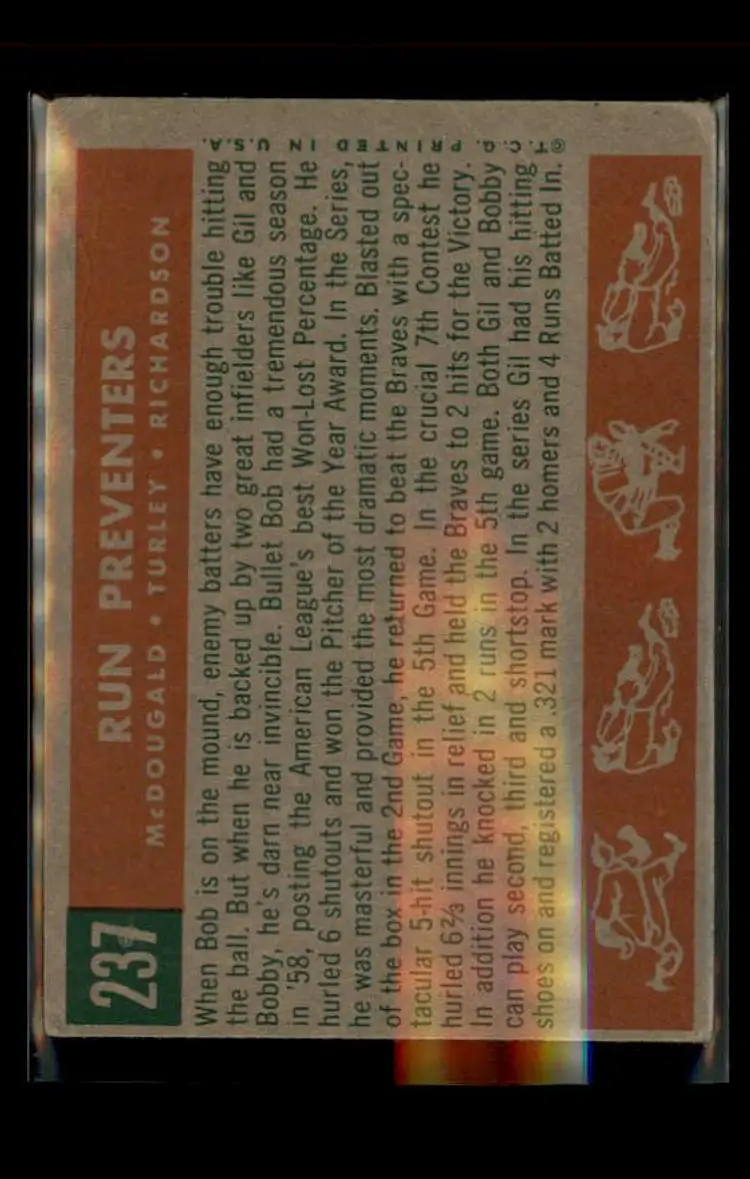 237
RUN PREVENTERS
McDOUGALD • TURLEY • RICHARDSON
When Bob is on the mound, enemy batters have enough trouble hitting
the ball. But when he is backed up by two great infielders like Gil and
Bobby, he's darn near invincible. Bullet Bob had a tremendous season
in '58, posting the American League's best Won-Lost Percentage. He
hurled 6 shutouts and won the Pitcher of the Year Award. In the Series,
he was masterful and provided the most dramatic moments. Blasted out
of the box in the 2nd Game, he returned to beat the Braves with a spec-
tacular 5-hit shutout in the 5th Game. In the crucial 7th Contest he
hurled 6⅔ innings in relief and held the Braves to 2 hits for the Victory.
In addition he knocked in 2 runs in the 5th game. Both Gil and Bobby
can play second, third and shortstop. In the series Gil had his hitting
shoes on and registered a .321 mark with 2 homers and 4 Runs Batted In.
© T. C. G. PRINTED IN U.S.A.